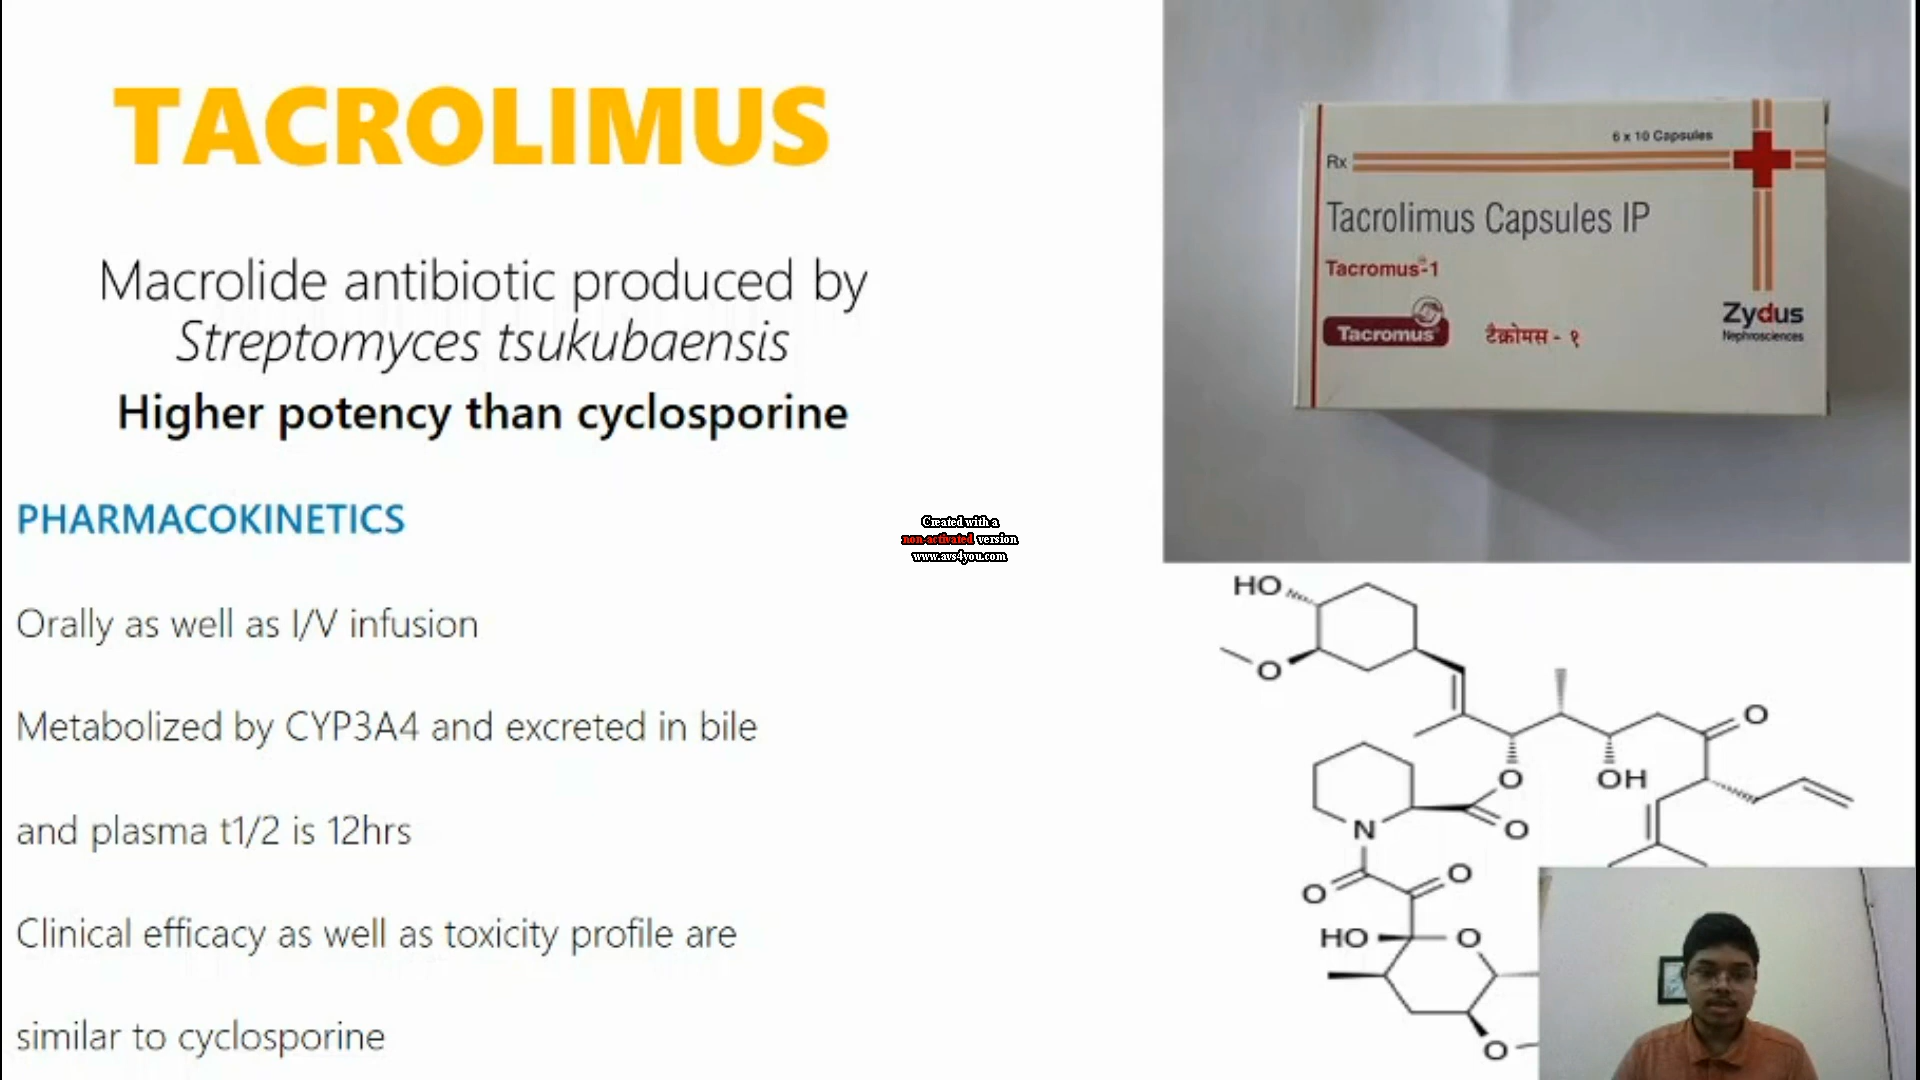 TACROLIMUS
Macrolide antibiotic produced by
Streptomyces tsukubaensis
Higher potency than cyclosporine
PHARMACOKINETICS
Orally as well as I/V infusion
Metabolized by CYP3A4 and excreted in bile
and plasma t1/2 is 12hrs
Clinical efficacy as well as toxicity profile are
similar to cyclosporine
Created with a
non-activated version
www.avs4you.com
6 x 10 Capsules
Rx
Tacrolimus Capsules IP
Tacromus®-1
Tacromus
टैक्रोमस - १
Zydus
Nephrosciences
HO
O
O
O
OH
O
N
O
O
HO
O
O